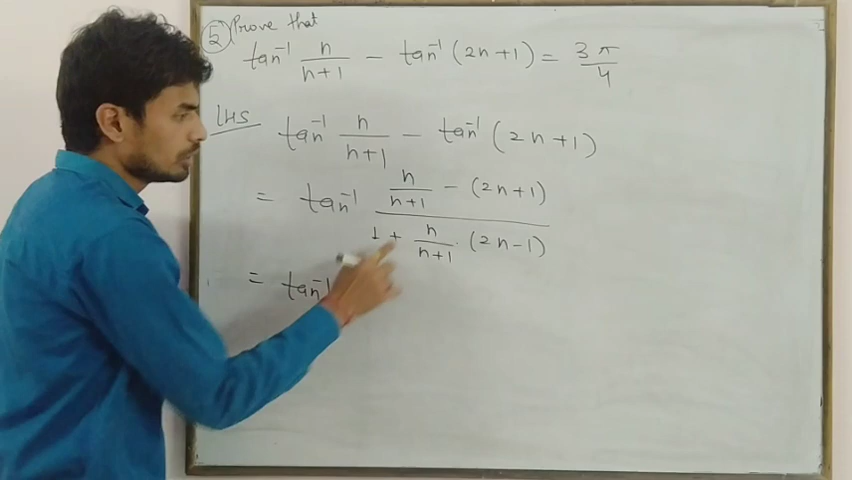 ⑤ Prove that
tan⁻¹ n/(n+1) - tan⁻¹ (2n+1) = 3π/4
LHS tan⁻¹ n/(n+1) - tan⁻¹ (2n+1)
= tan⁻¹ (n/(n+1) - (2n+1))/(1 + n/(n+1) · (2n-1))
= tan⁻¹